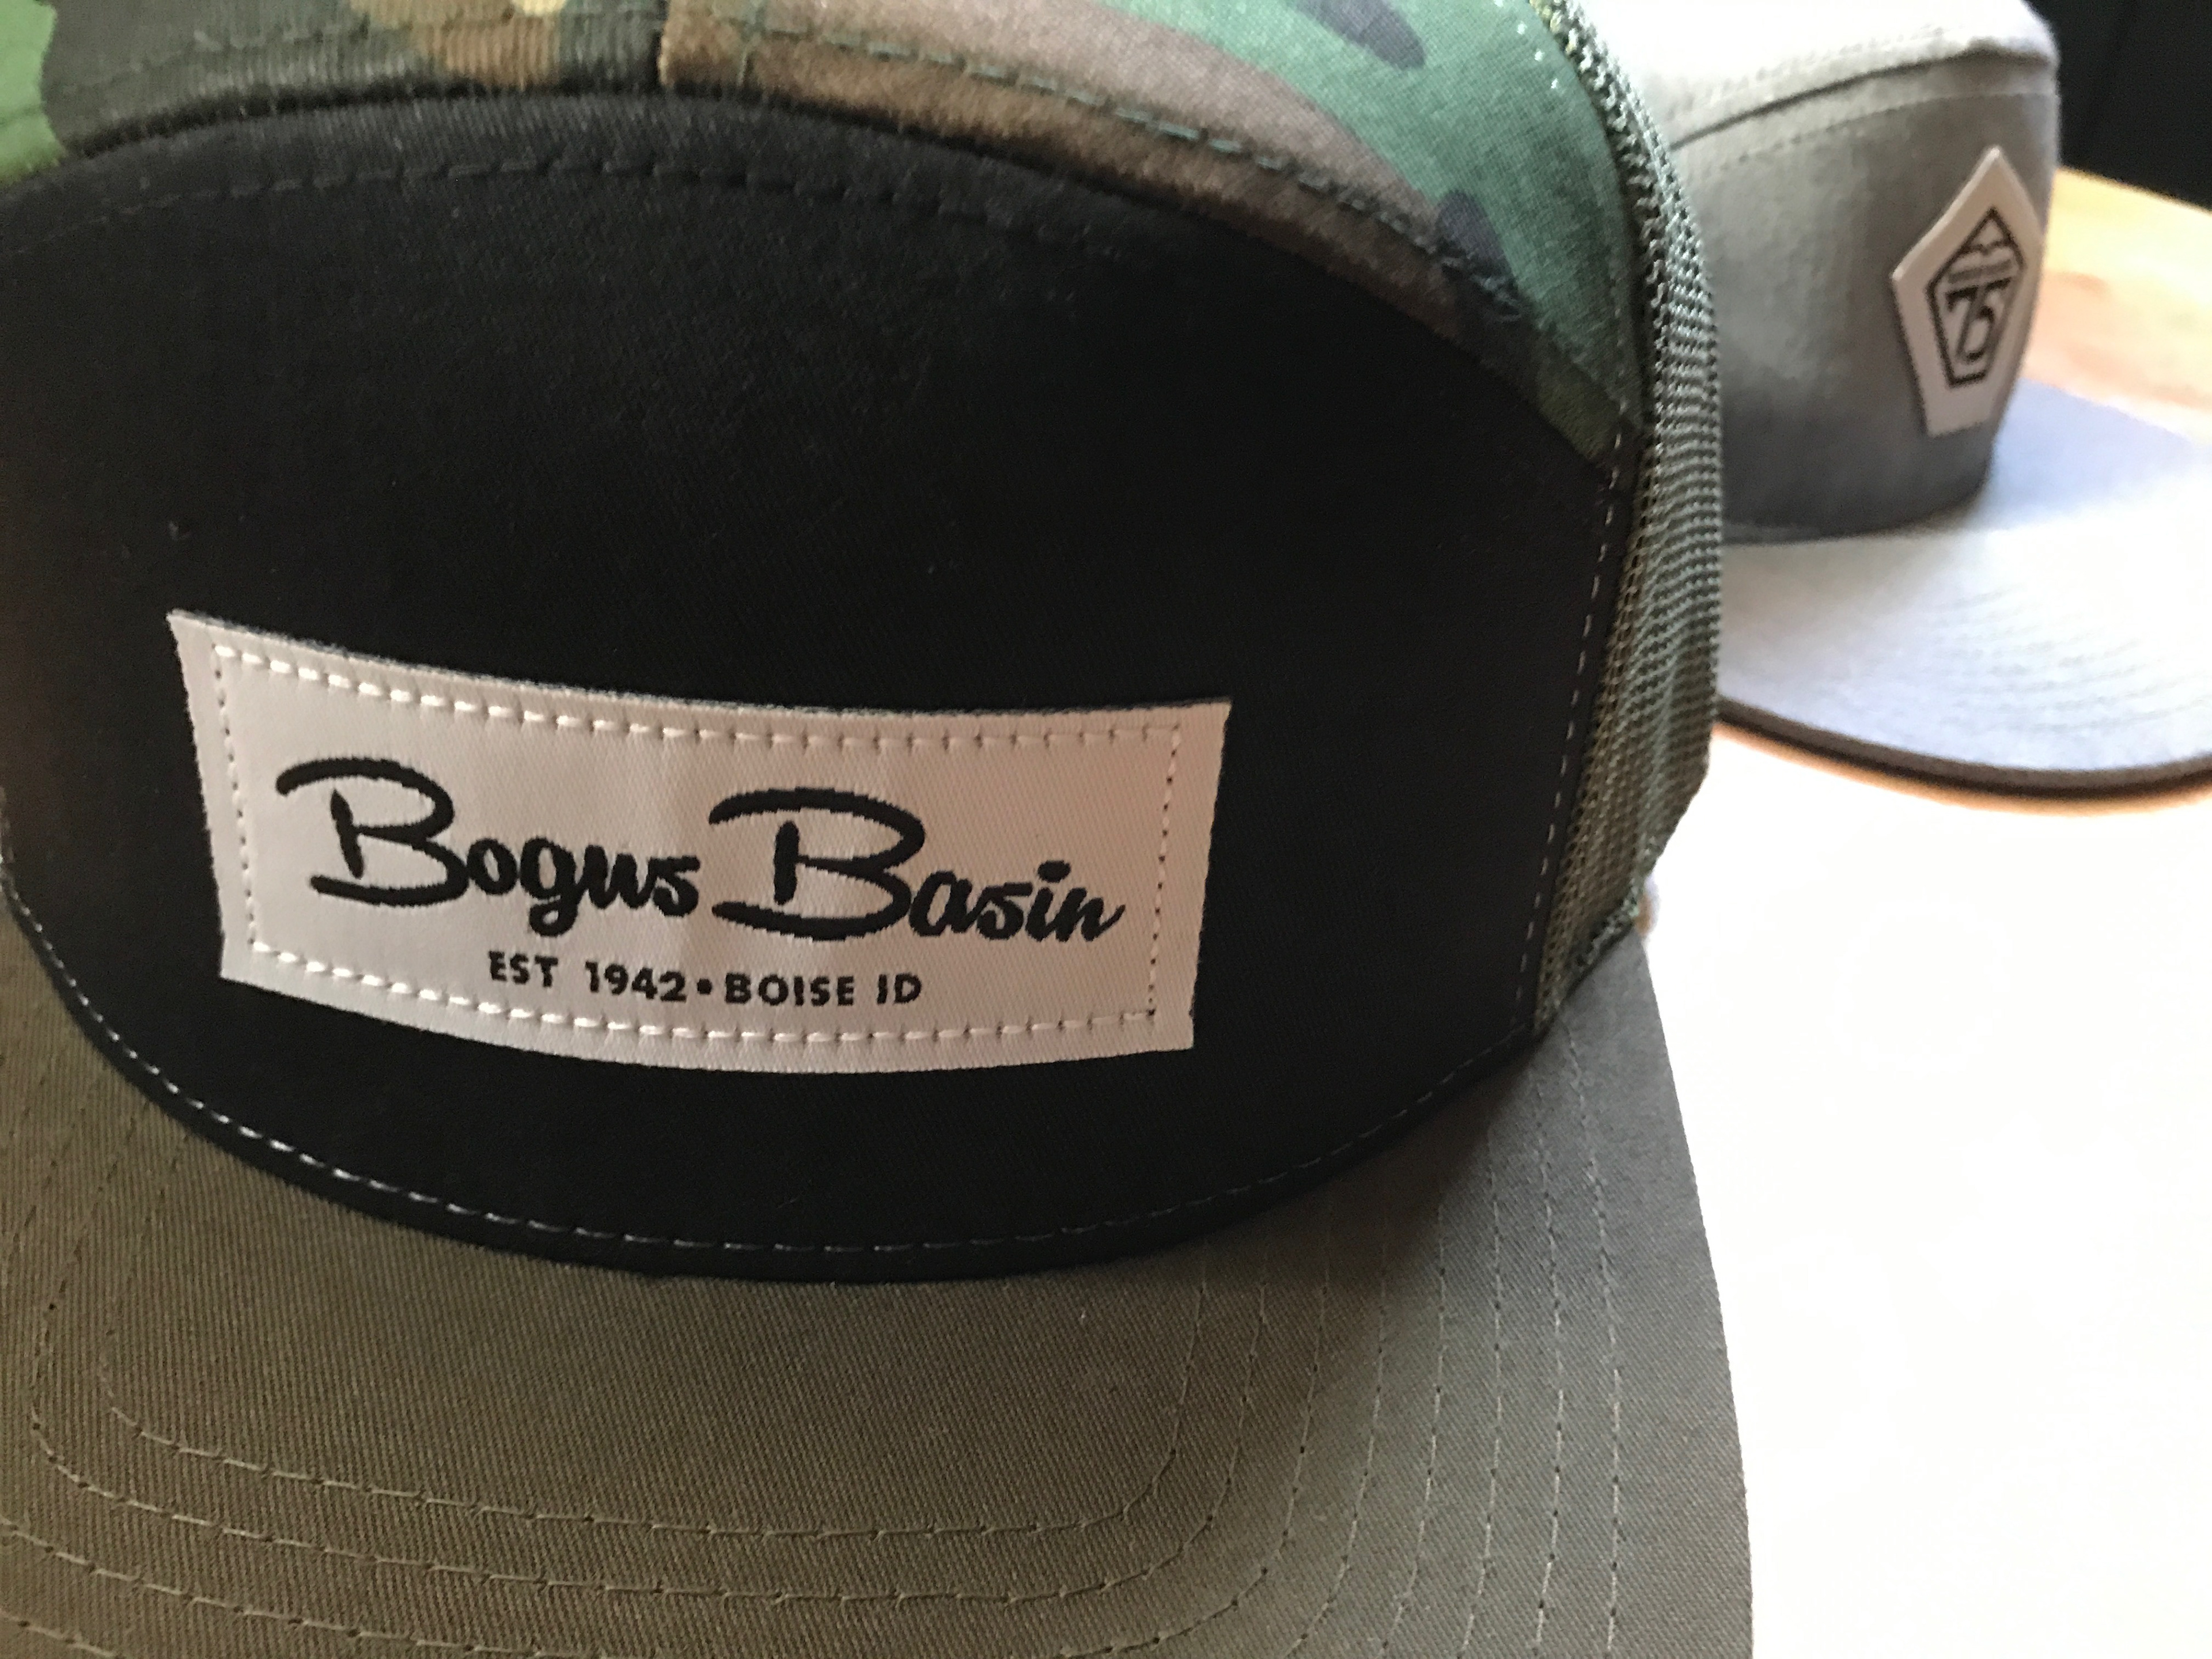 Bogus Basin
EST 1942•BOISE ID
75